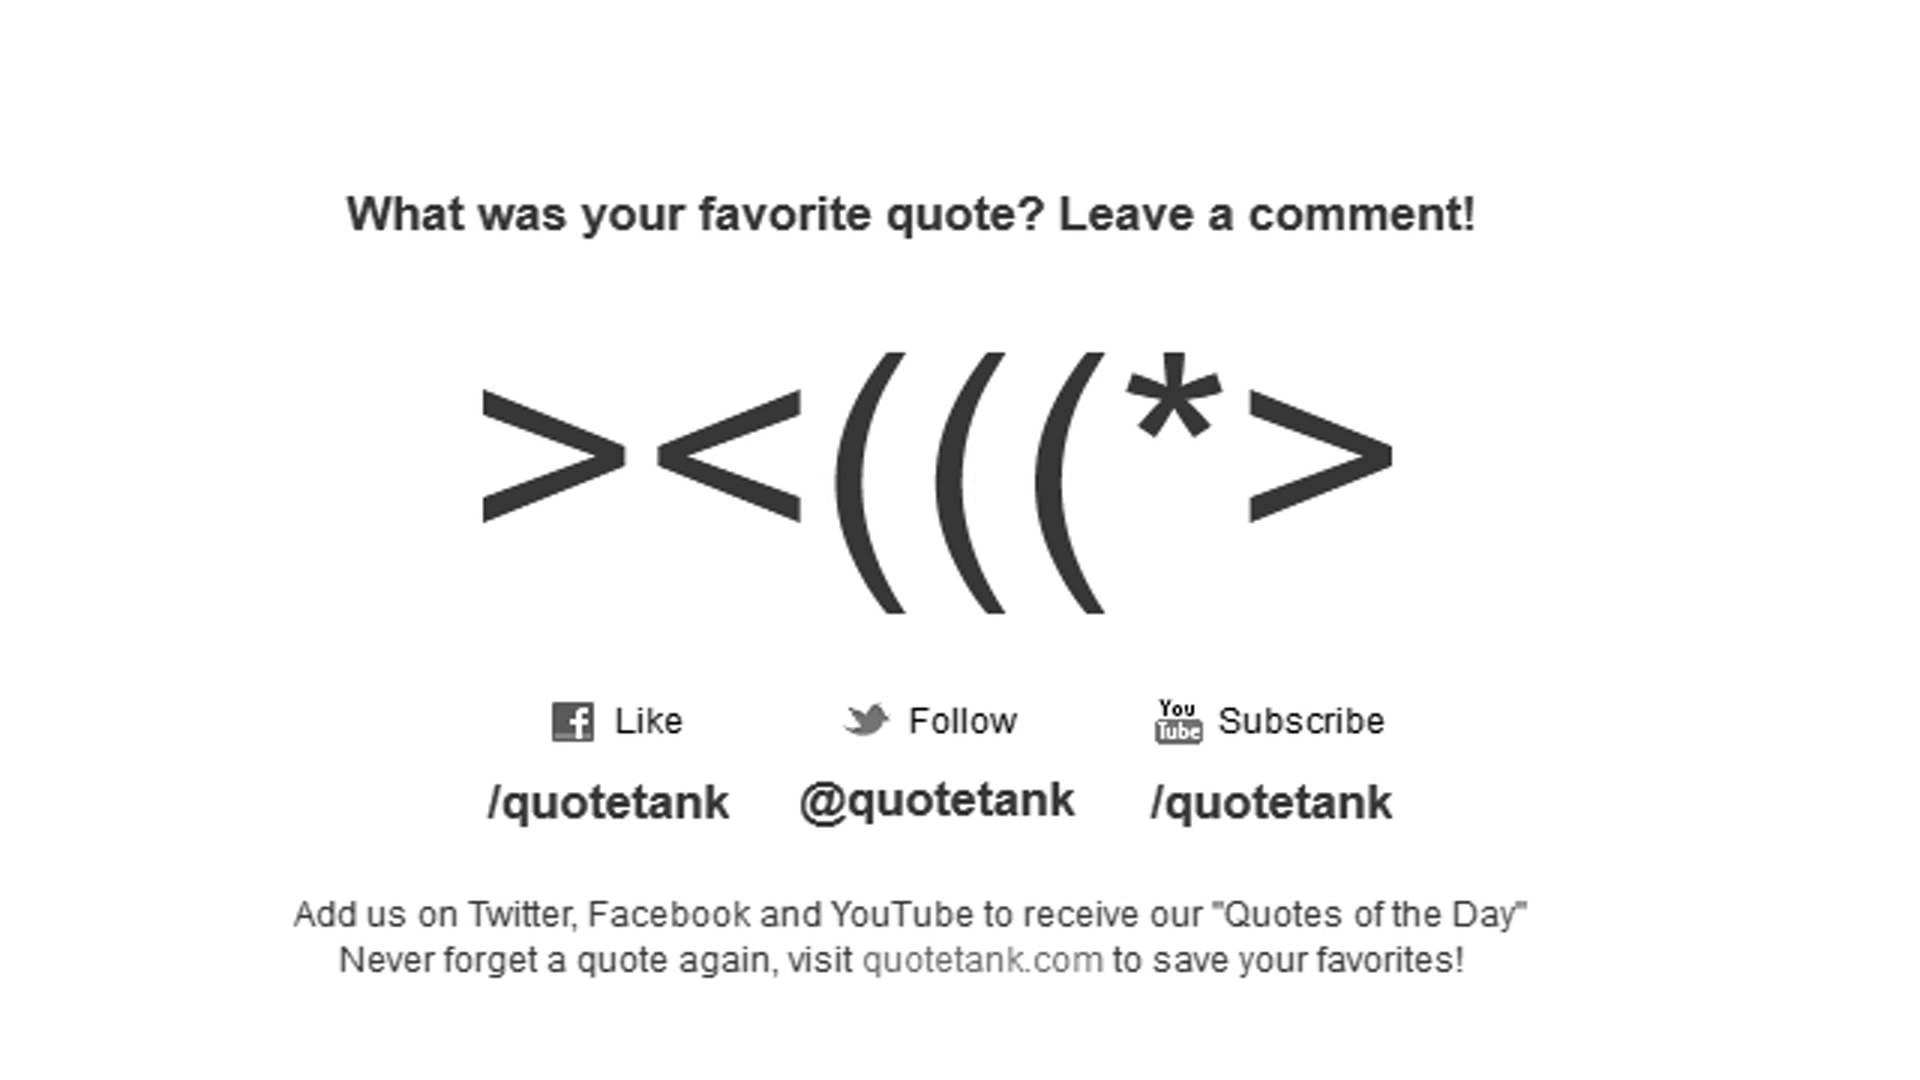 What was your favorite quote? Leave a comment!
><(((*>
f Like Follow You Tube Subscribe
/quotetank @quotetank /quotetank
Add us on Twitter, Facebook and YouTube to receive our "Quotes of the Day"
Never forget a quote again, visit quotetank.com to save your favorites!